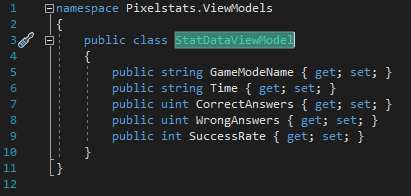 1 namespace Pixelstats.ViewModels
2 {
3 public class StatDataViewModel
4 {
5 public string GameModeName { get; set; }
6 public string Time { get; set; }
7 public uint CorrectAnswers { get; set; }
8 public uint WrongAnswers { get; set; }
9 public int SuccessRate { get; set; }
10 }
11 }
12